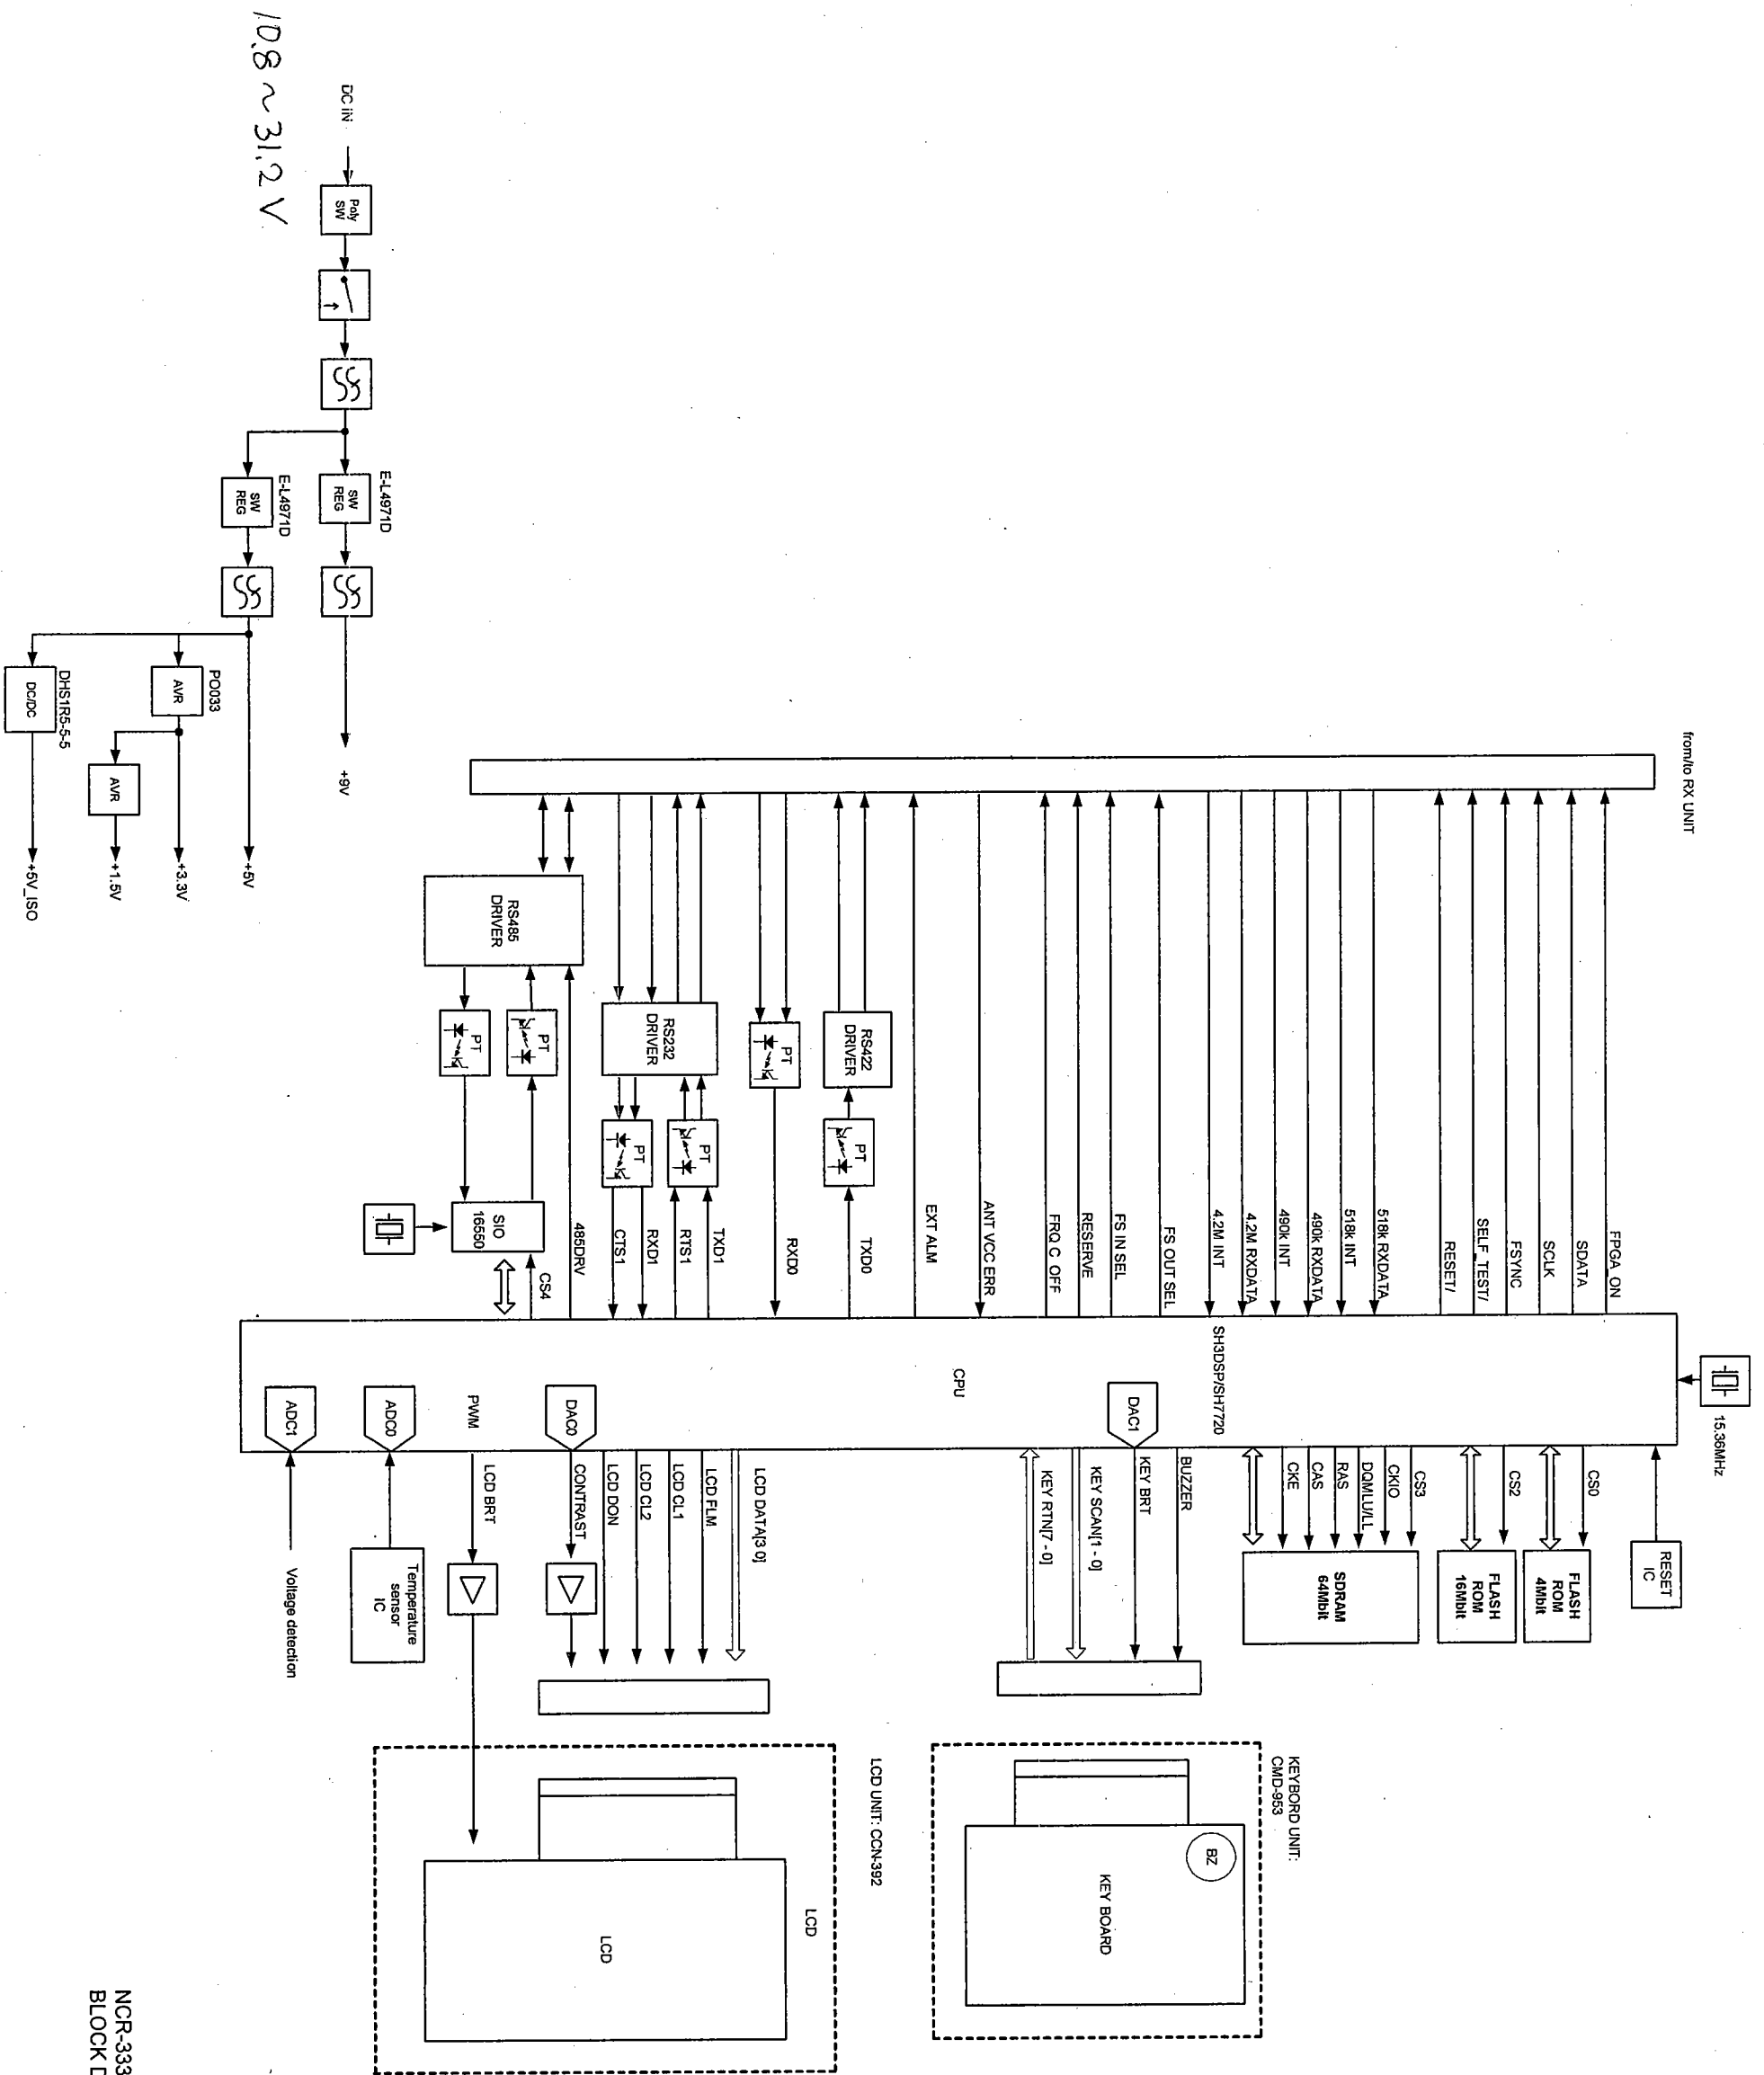 from/to RX UNIT
15.36MHz
FPGA_ON
SDATA
SCLK
FSYNC
SELF_TEST/
RESET/
518k RXDATA
518k INT
490k RXDATA
490k INT
4.2M RXDATA
4.2M INT
FS OUT SEL
FS IN SEL
RESERVE
FRQ C OFF
ANT VCC ERR
EXT ALM
TXD0
RXD0
TXD1
RTS1
RXD1
CTS1
485DRV
CS4
RS422
DRIVER
PT
PT
RS232
DRIVER
PT
PT
RS485
DRIVER
PT
PT
SIO
16550
SH3DSP/SH7720
CPU
DAC1
DAC0
PWM
ADC0
ADC1
RESET
IC
CS0
FLASH
ROM
4Mbit
CS2
FLASH
ROM
16Mbit
CS3
CKIO
DQMLU/LL
RAS
CAS
CKE
SDRAM
64Mbit
BUZZER
KEY BRT
KEY SCAN[1 - 0]
KEY RTN[7 - 0]
LCD DATA[3 0]
LCD FLM
LCD CL1
LCD CL2
LCD DON
CONTRAST
LCD BRT
Temperature
sensor
IC
Voltage detection
KEYBORD UNIT:
CMD-953
BZ
KEY BOARD
LCD UNIT: CCN-392
LCD
LCD
DC IN
10.8 ~ 31.2 V
Poly
SW
E-L4971D
SW
REG
+9V
E-L4971D
SW
REG
+5V
PO033
AVR
+3.3V
AVR
+1.5V
DHS1R5-5-5
DC/DC
+5V_ISO
NCR-333
BLOCK D